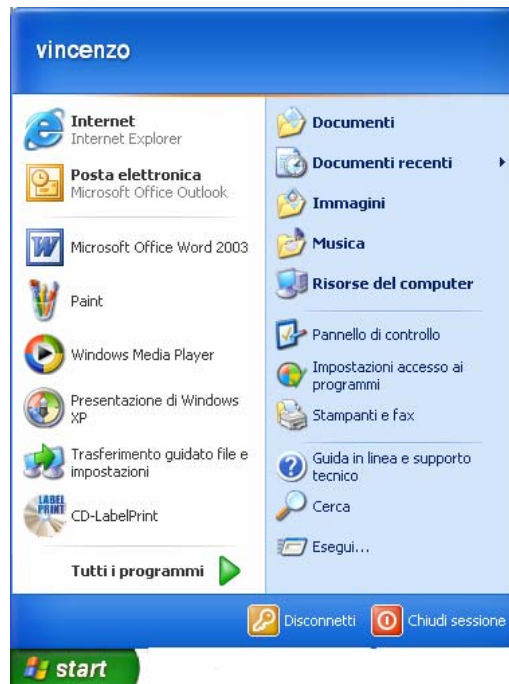 vincenzo
Internet
Internet Explorer
Posta elettronica
Microsoft Office Outlook
Microsoft Office Word 2003
Paint
Windows Media Player
Presentazione di Windows
XP
Trasferimento guidato file e
impostazioni
LABEL
PRINT
CD-LabelPrint
Tutti i programmi
Documenti
Documenti recenti
Immagini
Musica
Risorse del computer
Pannello di controllo
Impostazioni accesso ai
programmi
Stampanti e fax
Guida in linea e supporto
tecnico
Cerca
Esegui...
Disconnetti
Chiudi sessione
start